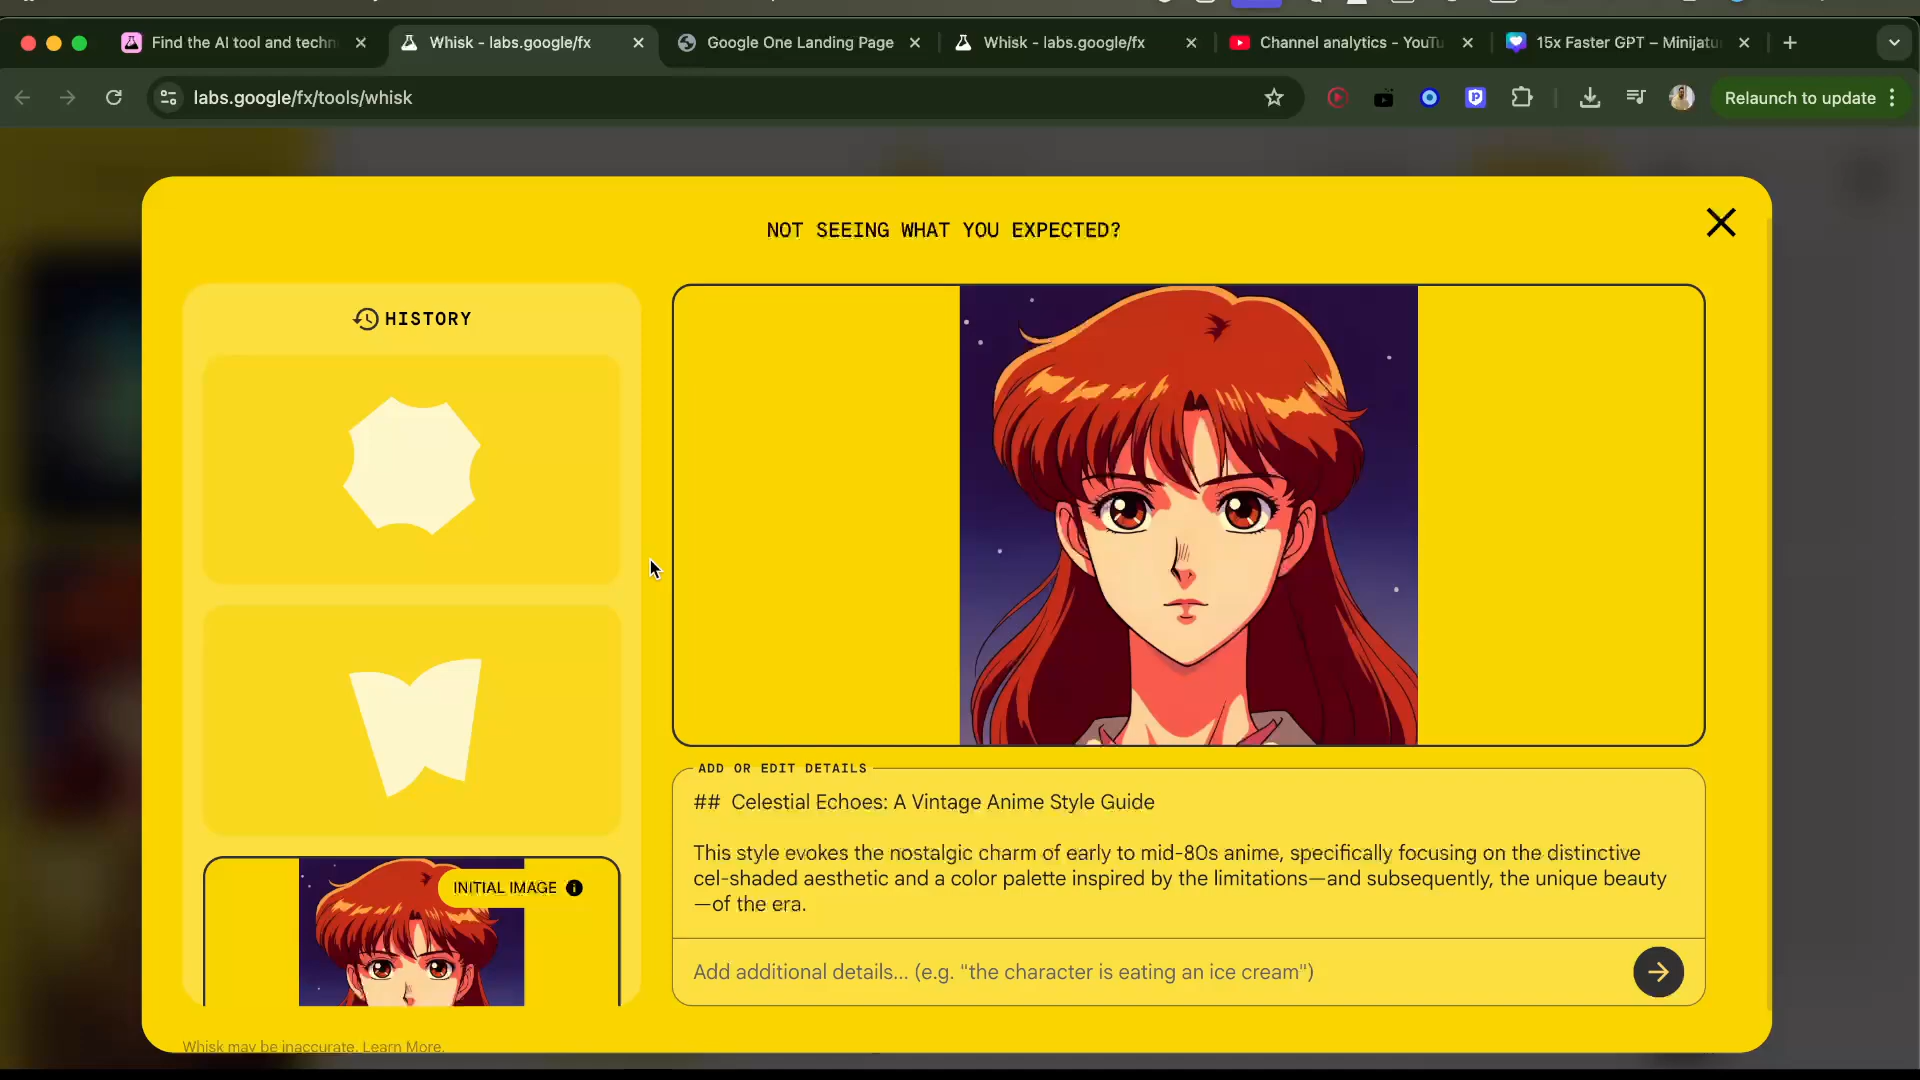 Find the AI tool and techn
Whisk - labs.google/fx
Google One Landing Page
Whisk - labs.google/fx
Channel analytics - YouTu
15x Faster GPT – Minijatu
labs.google/fx/tools/whisk
Relaunch to update
NOT SEEING WHAT YOU EXPECTED?
HISTORY
INITIAL IMAGE
ADD OR EDIT DETAILS
## Celestial Echoes: A Vintage Anime Style Guide
This style evokes the nostalgic charm of early to mid-80s anime, specifically focusing on the distinctive
cel-shaded aesthetic and a color palette inspired by the limitations—and subsequently, the unique beauty
—of the era.
Add additional details... (e.g. "the character is eating an ice cream")
Whisk may be inaccurate. Learn More.